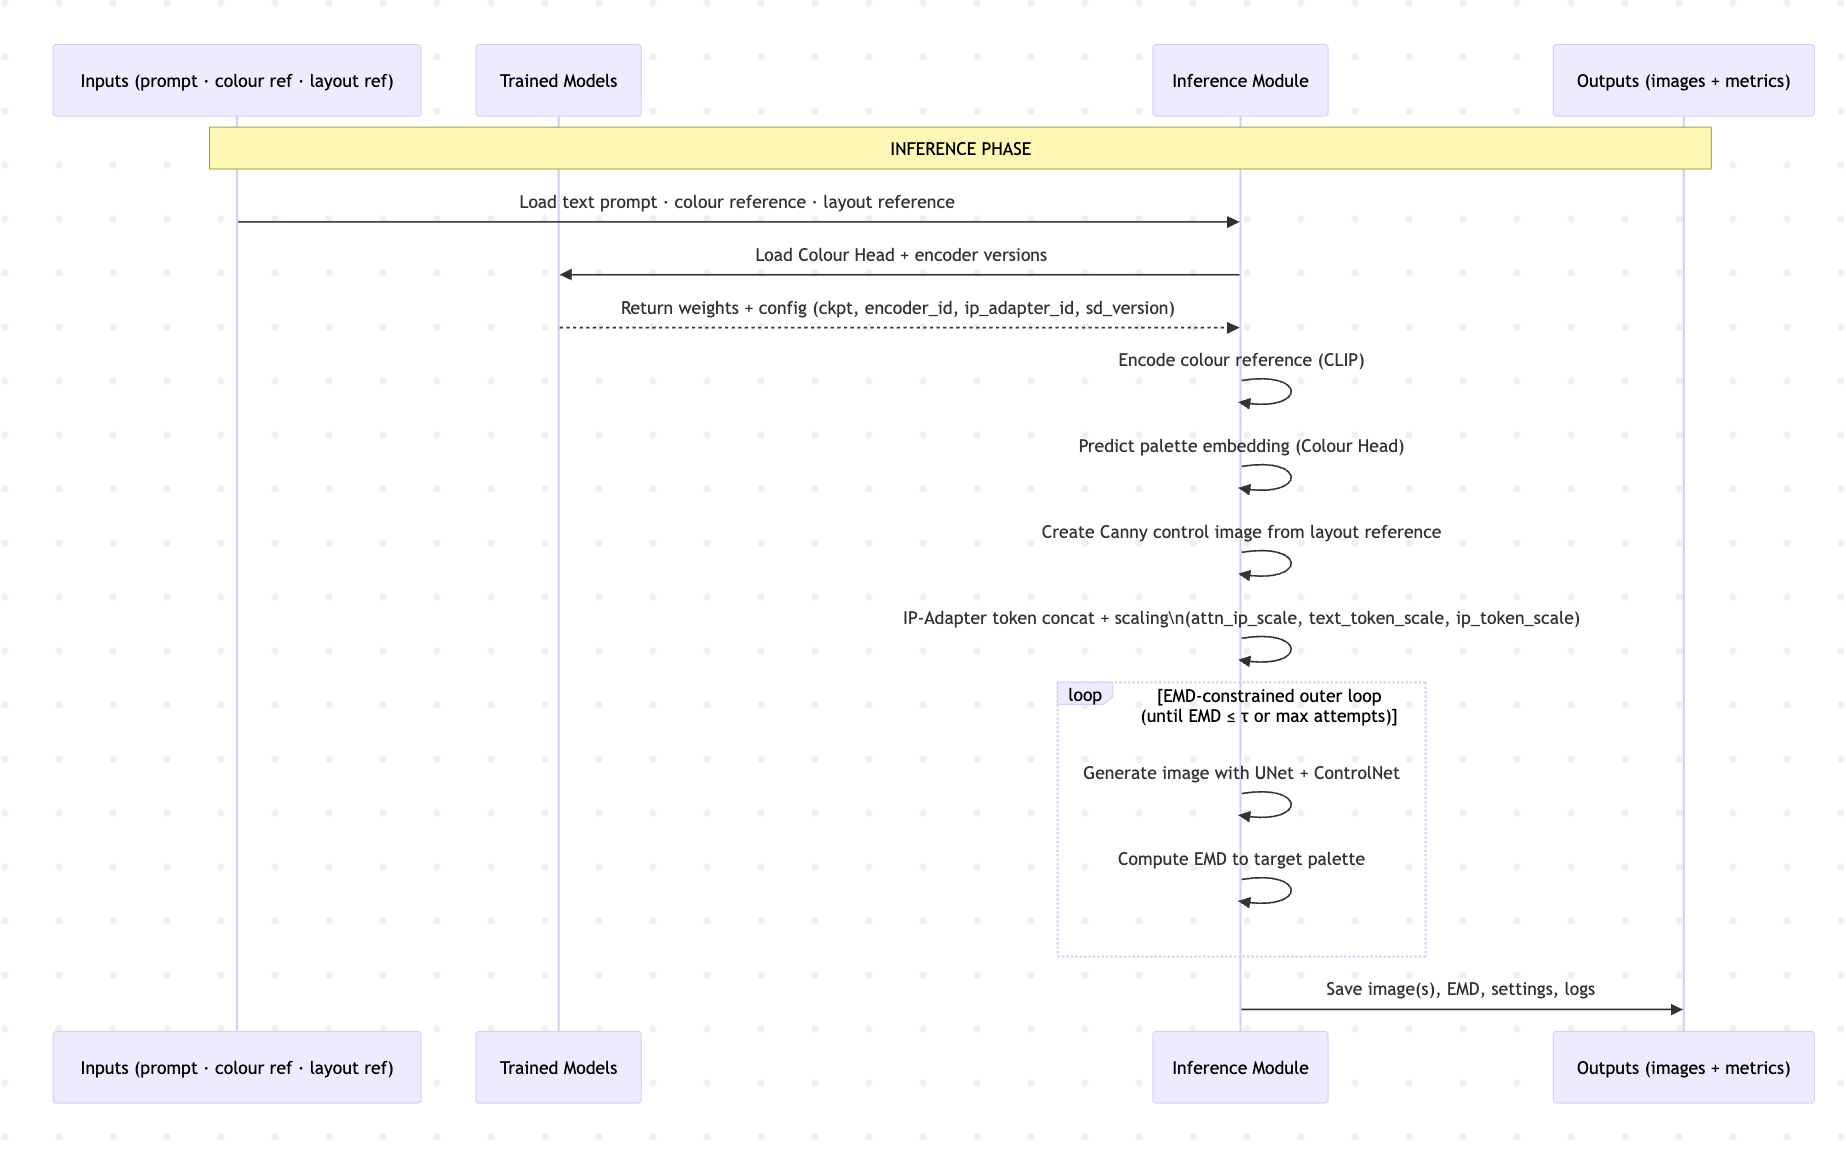 Inputs (prompt · colour ref · layout ref)
Trained Models
Inference Module
Outputs (images + metrics)
INFERENCE PHASE
Load text prompt · colour reference · layout reference
Load Colour Head + encoder versions
Return weights + config (ckpt, encoder_id, ip_adapter_id, sd_version)
Encode colour reference (CLIP)
Predict palette embedding (Colour Head)
Create Canny control image from layout reference
IP-Adapter token concat + scaling\n(attn_ip_scale, text_token_scale, ip_token_scale)
loop
[EMD-constrained outer loop
(until EMD ≤ τ or max attempts)]
Generate image with UNet + ControlNet
Compute EMD to target palette
Save image(s), EMD, settings, logs
Inputs (prompt · colour ref · layout ref)
Trained Models
Inference Module
Outputs (images + metrics)